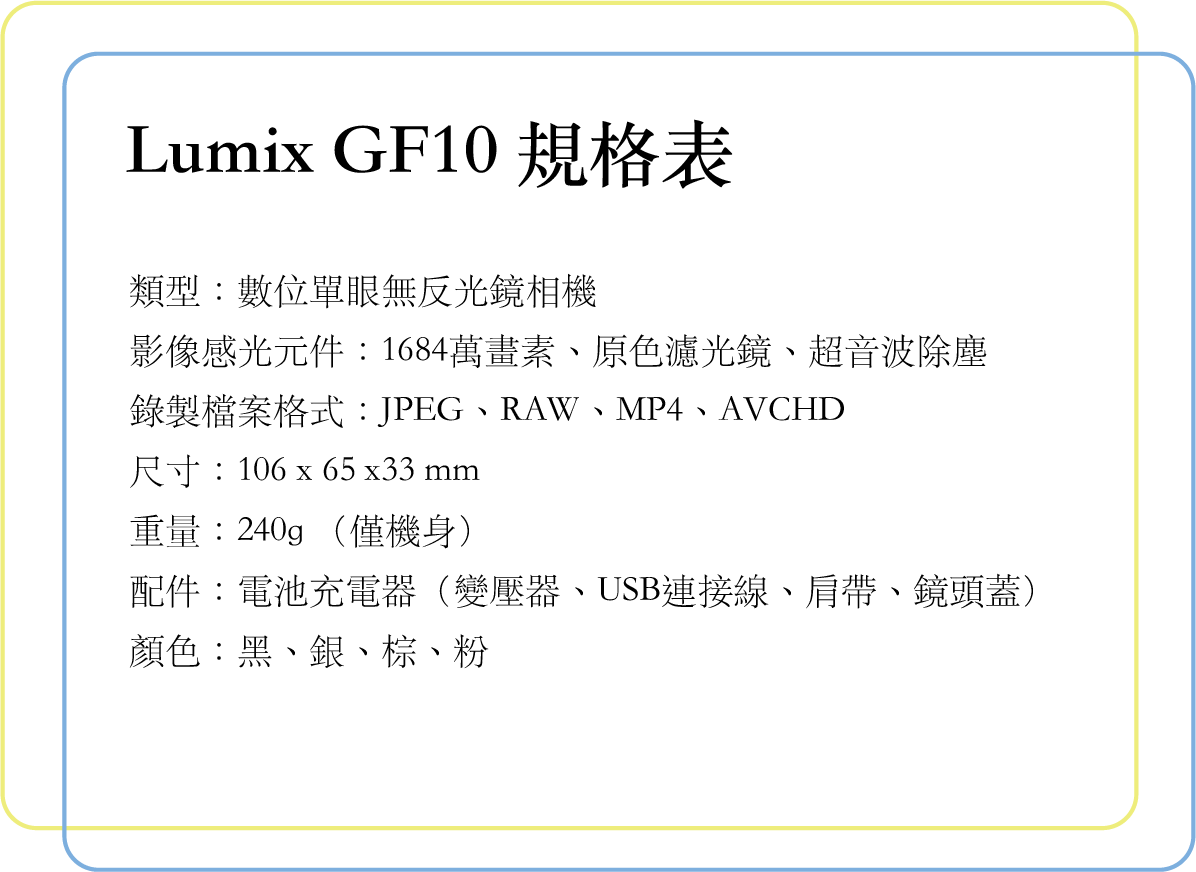 Lumix GF10 規格表
類型：數位單眼無反光鏡相機
影像感光元件：1684萬畫素、原色濾光鏡、超音波除塵
錄製檔案格式：JPEG、RAW、MP4、AVCHD
尺寸：106 x 65 x33 mm
重量：240g （僅機身）
配件：電池充電器（變壓器、USB連接線、肩帶、鏡頭蓋）
顏色：黑、銀、棕、粉